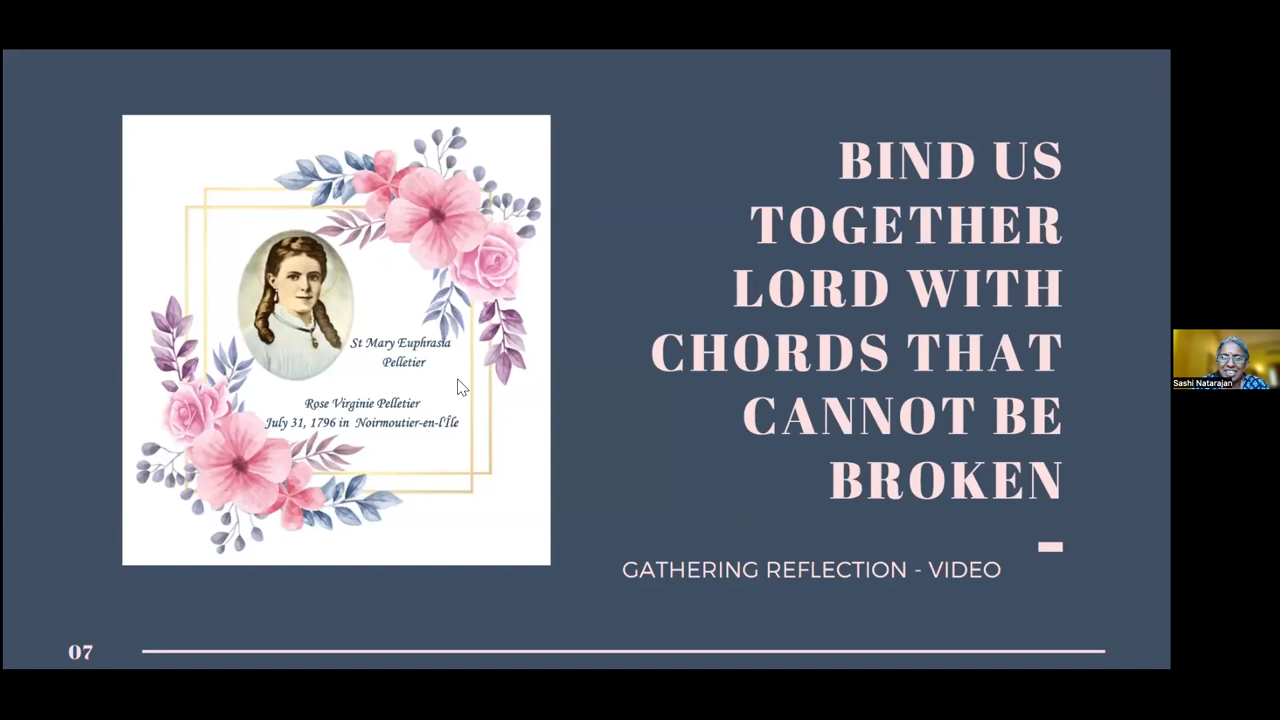 St Mary Euphrasia
Pelletier
Rose Virginie Pelletier
July 31, 1796 in Noirmoutier-en-l'Île
BIND US
TOGETHER
LORD WITH
CHORDS THAT
CANNOT BE
BROKEN
GATHERING REFLECTION - VIDEO
07
Sashi Natarajan